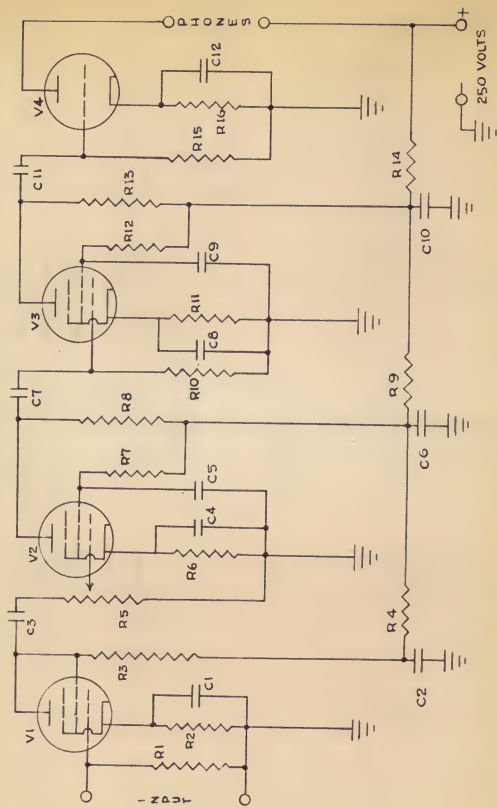 V1
V2
V3
V4
C3
C7
C11
INPUT
R1
R2
C1
R3
R5
R6
C4
C5
R7
R8
R10
C8
R11
C9
R12
R13
R15
R16
C12
PHONES
C2
R4
C6
R9
C10
R14
- +
250 VOLTS